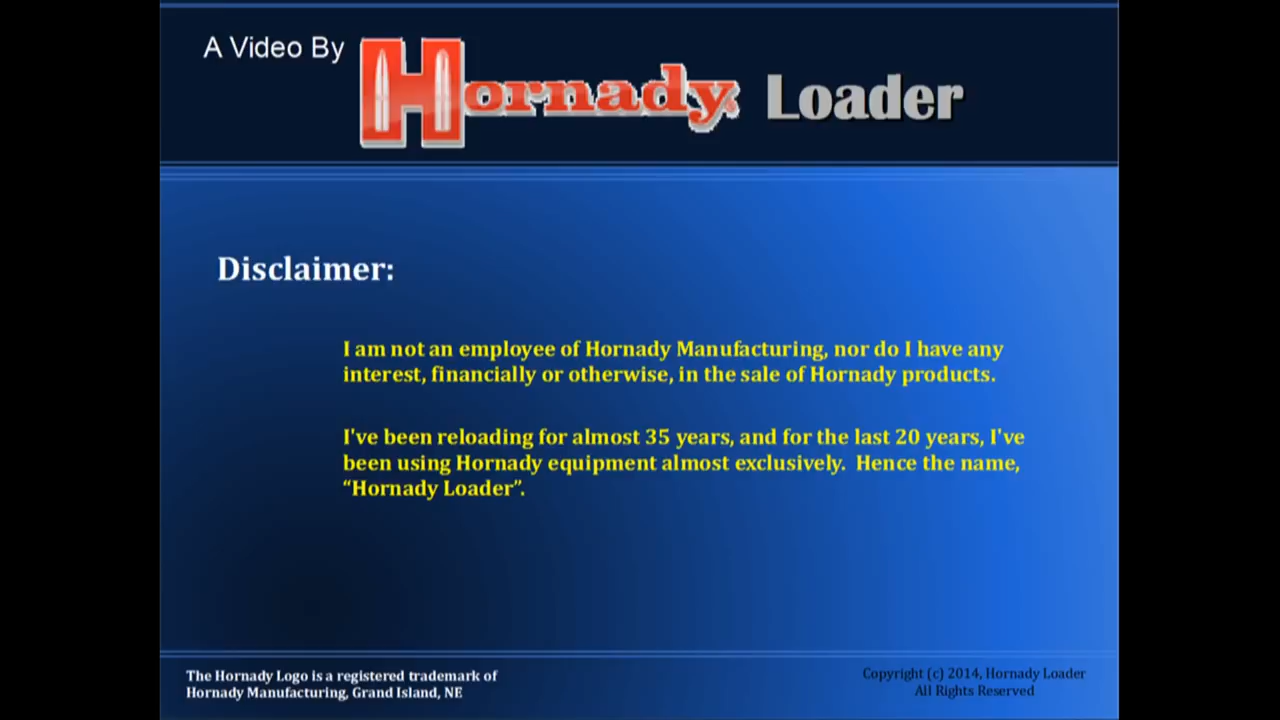 A Video By Hornady Loader
Disclaimer:
I am not an employee of Hornady Manufacturing, nor do I have any
interest, financially or otherwise, in the sale of Hornady products.
I've been reloading for almost 35 years, and for the last 20 years, I've
been using Hornady equipment almost exclusively.  Hence the name,
“Hornady Loader”.
The Hornady Logo is a registered trademark of
Hornady Manufacturing, Grand Island, NE
Copyright (c) 2014, Hornady Loader
All Rights Reserved